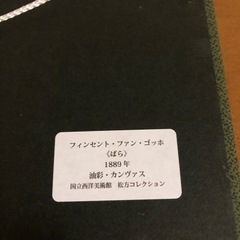 フィンセント・ファン・ゴッホ
〈ばら〉
1889年
油彩・カンヴァス
国立西洋美術館　松方コレクション